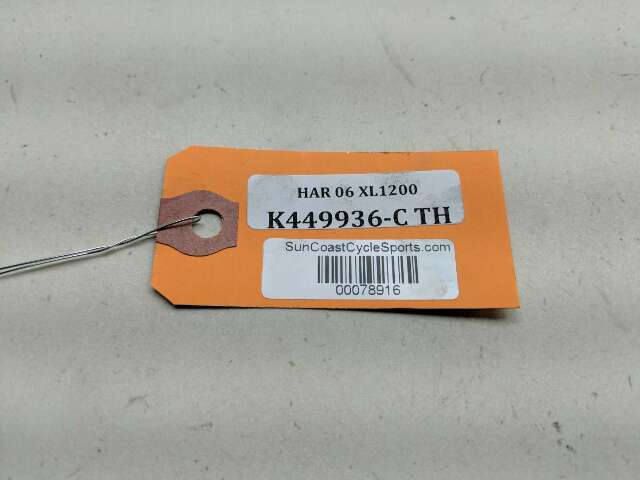 HAR 06 XL1200
K449936-C TH
SunCoastCycleSports.com
00078916